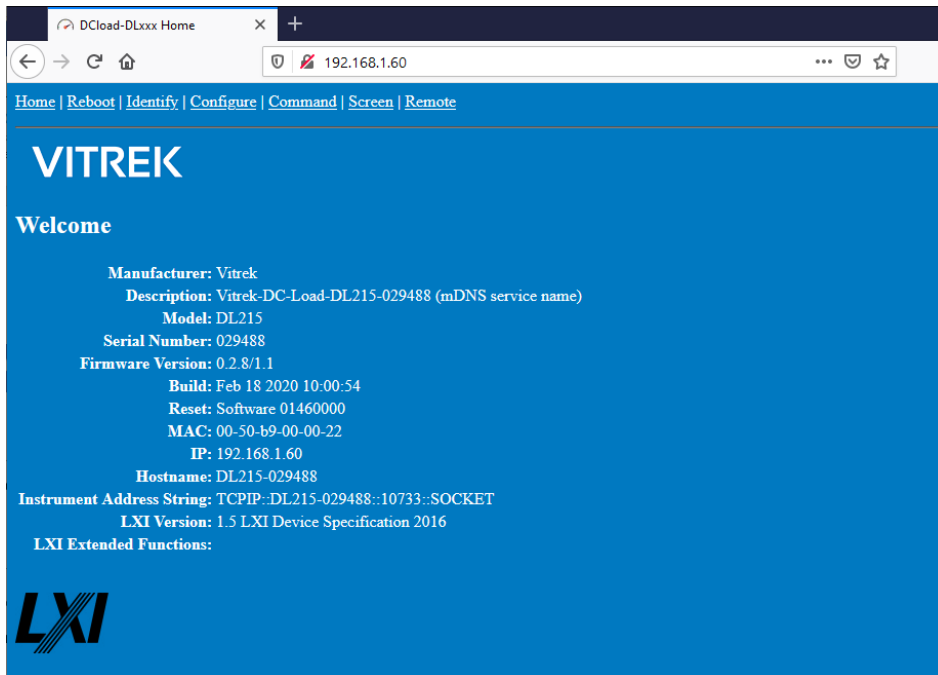 DCload-DLxxx Home
192.168.1.60
Home | Reboot | Identify | Configure | Command | Screen | Remote
VITREK
Welcome
Manufacturer: Vitrek
Description: Vitrek-DC-Load-DL215-029488 (mDNS service name)
Model: DL215
Serial Number: 029488
Firmware Version: 0.2.8/1.1
Build: Feb 18 2020 10:00:54
Reset: Software 01460000
MAC: 00-50-b9-00-00-22
IP: 192.168.1.60
Hostname: DL215-029488
Instrument Address String: TCPIP::DL215-029488::10733::SOCKET
LXI Version: 1.5 LXI Device Specification 2016
LXI Extended Functions:
LXI